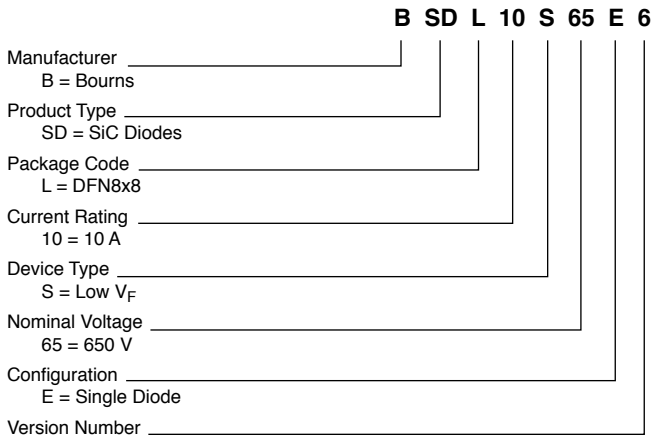 B SD L 10 S 65 E 6
Manufacturer
B = Bourns
Product Type
SD = SiC Diodes
Package Code
L = DFN8x8
Current Rating
10 = 10 A
Device Type
S = Low VF
Nominal Voltage
65 = 650 V
Configuration
E = Single Diode
Version Number